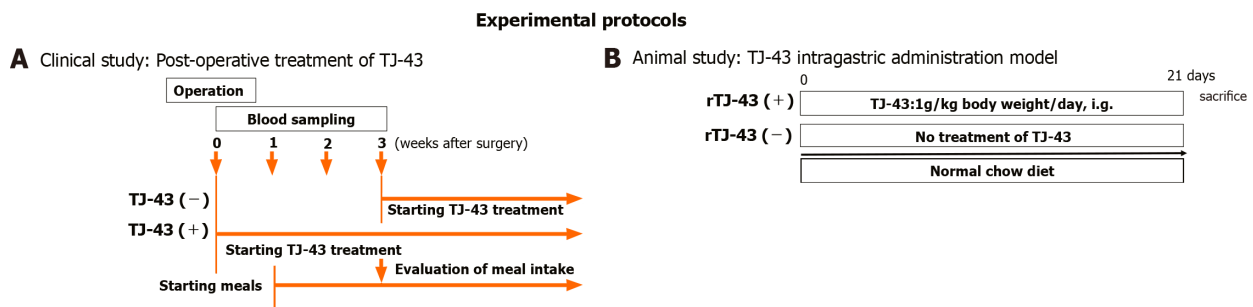 Experimental protocols
A Clinical study: Post-operative treatment of TJ-43
Operation
Blood sampling
0 1 2 3 (weeks after surgery)
TJ-43 (−)
Starting TJ-43 treatment
TJ-43 (+)
Starting TJ-43 treatment
Evaluation of meal intake
Starting meals
B Animal study: TJ-43 intragastric administration model
0 21 days
rTJ-43 (+) TJ-43:1g/kg body weight/day, i.g. sacrifice
rTJ-43 (−) No treatment of TJ-43
Normal chow diet